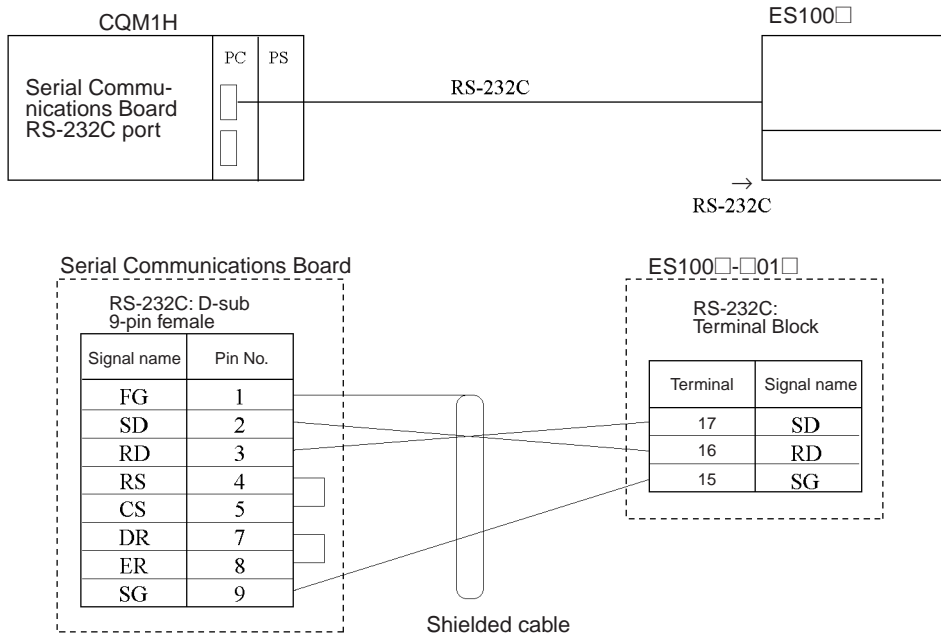 CQM1H
ES100□
PC PS
Serial Commu-
nications Board
RS-232C port
RS-232C
→
RS-232C
Serial Communications Board
ES100□-□01□
RS-232C: D-sub
9-pin female
RS-232C:
Terminal Block
Signal name Pin No.
FG 1
SD 2
RD 3
RS 4
CS 5
DR 7
ER 8
SG 9
Terminal Signal name
17 SD
16 RD
15 SG
Shielded cable